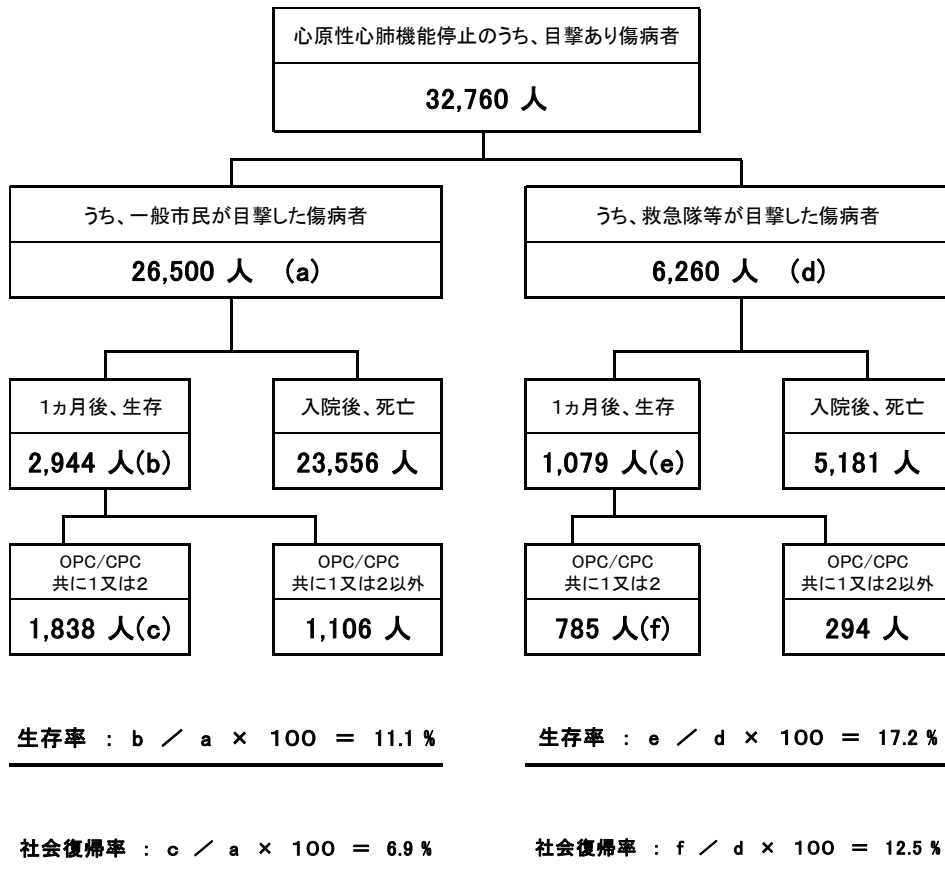 心原性心肺機能停止のうち、目撃あり傷病者
32,760 人
うち、一般市民が目撃した傷病者
26,500 人 (a)
うち、救急隊等が目撃した傷病者
6,260 人 (d)
1ヵ月後、生存
2,944 人(b)
入院後、死亡
23,556 人
1ヵ月後、生存
1,079 人(e)
入院後、死亡
5,181 人
OPC/CPC
共に1又は2
1,838 人(c)
OPC/CPC
共に1又は2以外
1,106 人
OPC/CPC
共に1又は2
785 人(f)
OPC/CPC
共に1又は2以外
294 人
生存率 : b ／ a × 100 = 11.1 %
生存率 : e ／ d × 100 = 17.2 %
社会復帰率 : c ／ a × 100 = 6.9 %
社会復帰率 : f ／ d × 100 = 12.5 %